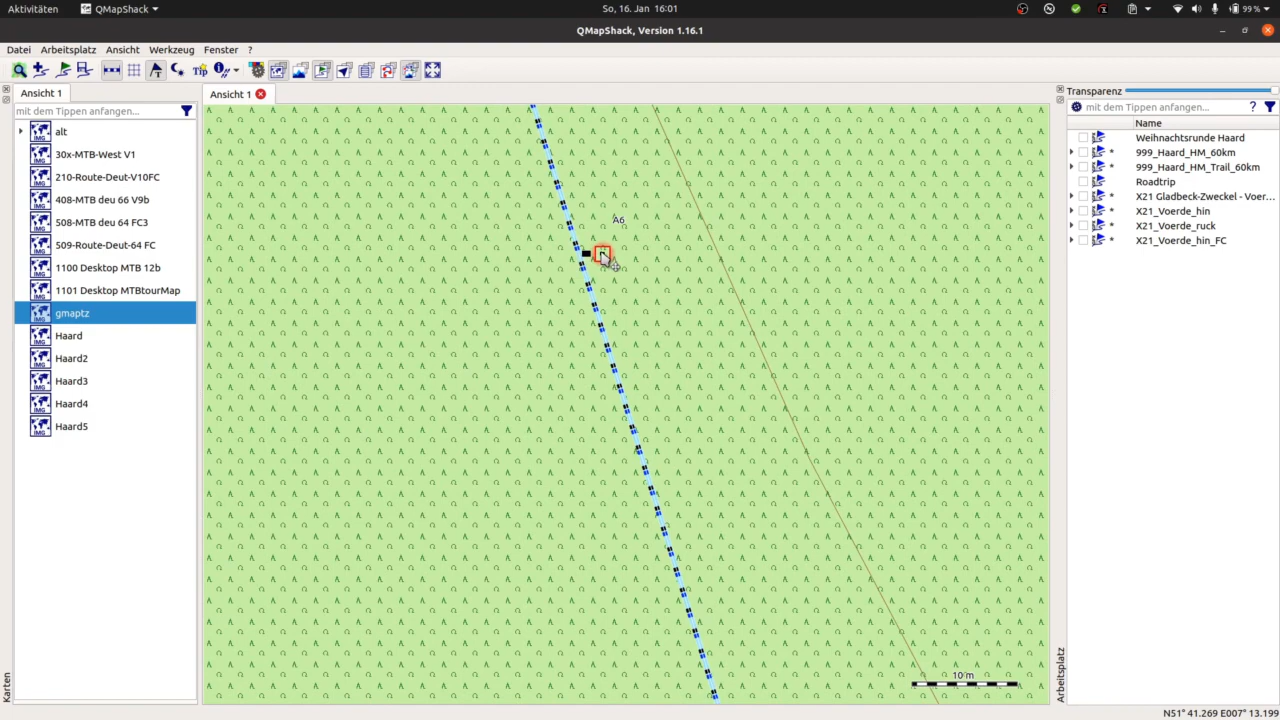 Aktivitäten
QMapShack
So, 16. Jan 16:01
99 %
QMapShack, Version 1.16.1
Datei Arbeitsplatz Ansicht Werkzeug Fenster ?
Tip
Ansicht 1
Ansicht 1
Transparenz
mit dem Tippen anfangen...
mit dem Tippen anfangen...
?
Name
alt
30x-MTB-West V1
210-Route-Deut-V10FC
408-MTB deu 66 V9b
508-MTB deu 64 FC3
509-Route-Deut-64 FC
1100 Desktop MTB 12b
1101 Desktop MTBtourMap
gmaptz
Haard
Haard2
Haard3
Haard4
Haard5
A6
10 m
Weihnachtsrunde Haard
* 999_Haard_HM_60km
* 999_Haard_HM_Trail_60km
Roadtrip
* X21 Gladbeck-Zweckel - Voer...
* X21_Voerde_hin
* X21_Voerde_ruck
* X21_Voerde_hin_FC
Karten
Arbeitsplatz
N51° 41.269 E007° 13.199